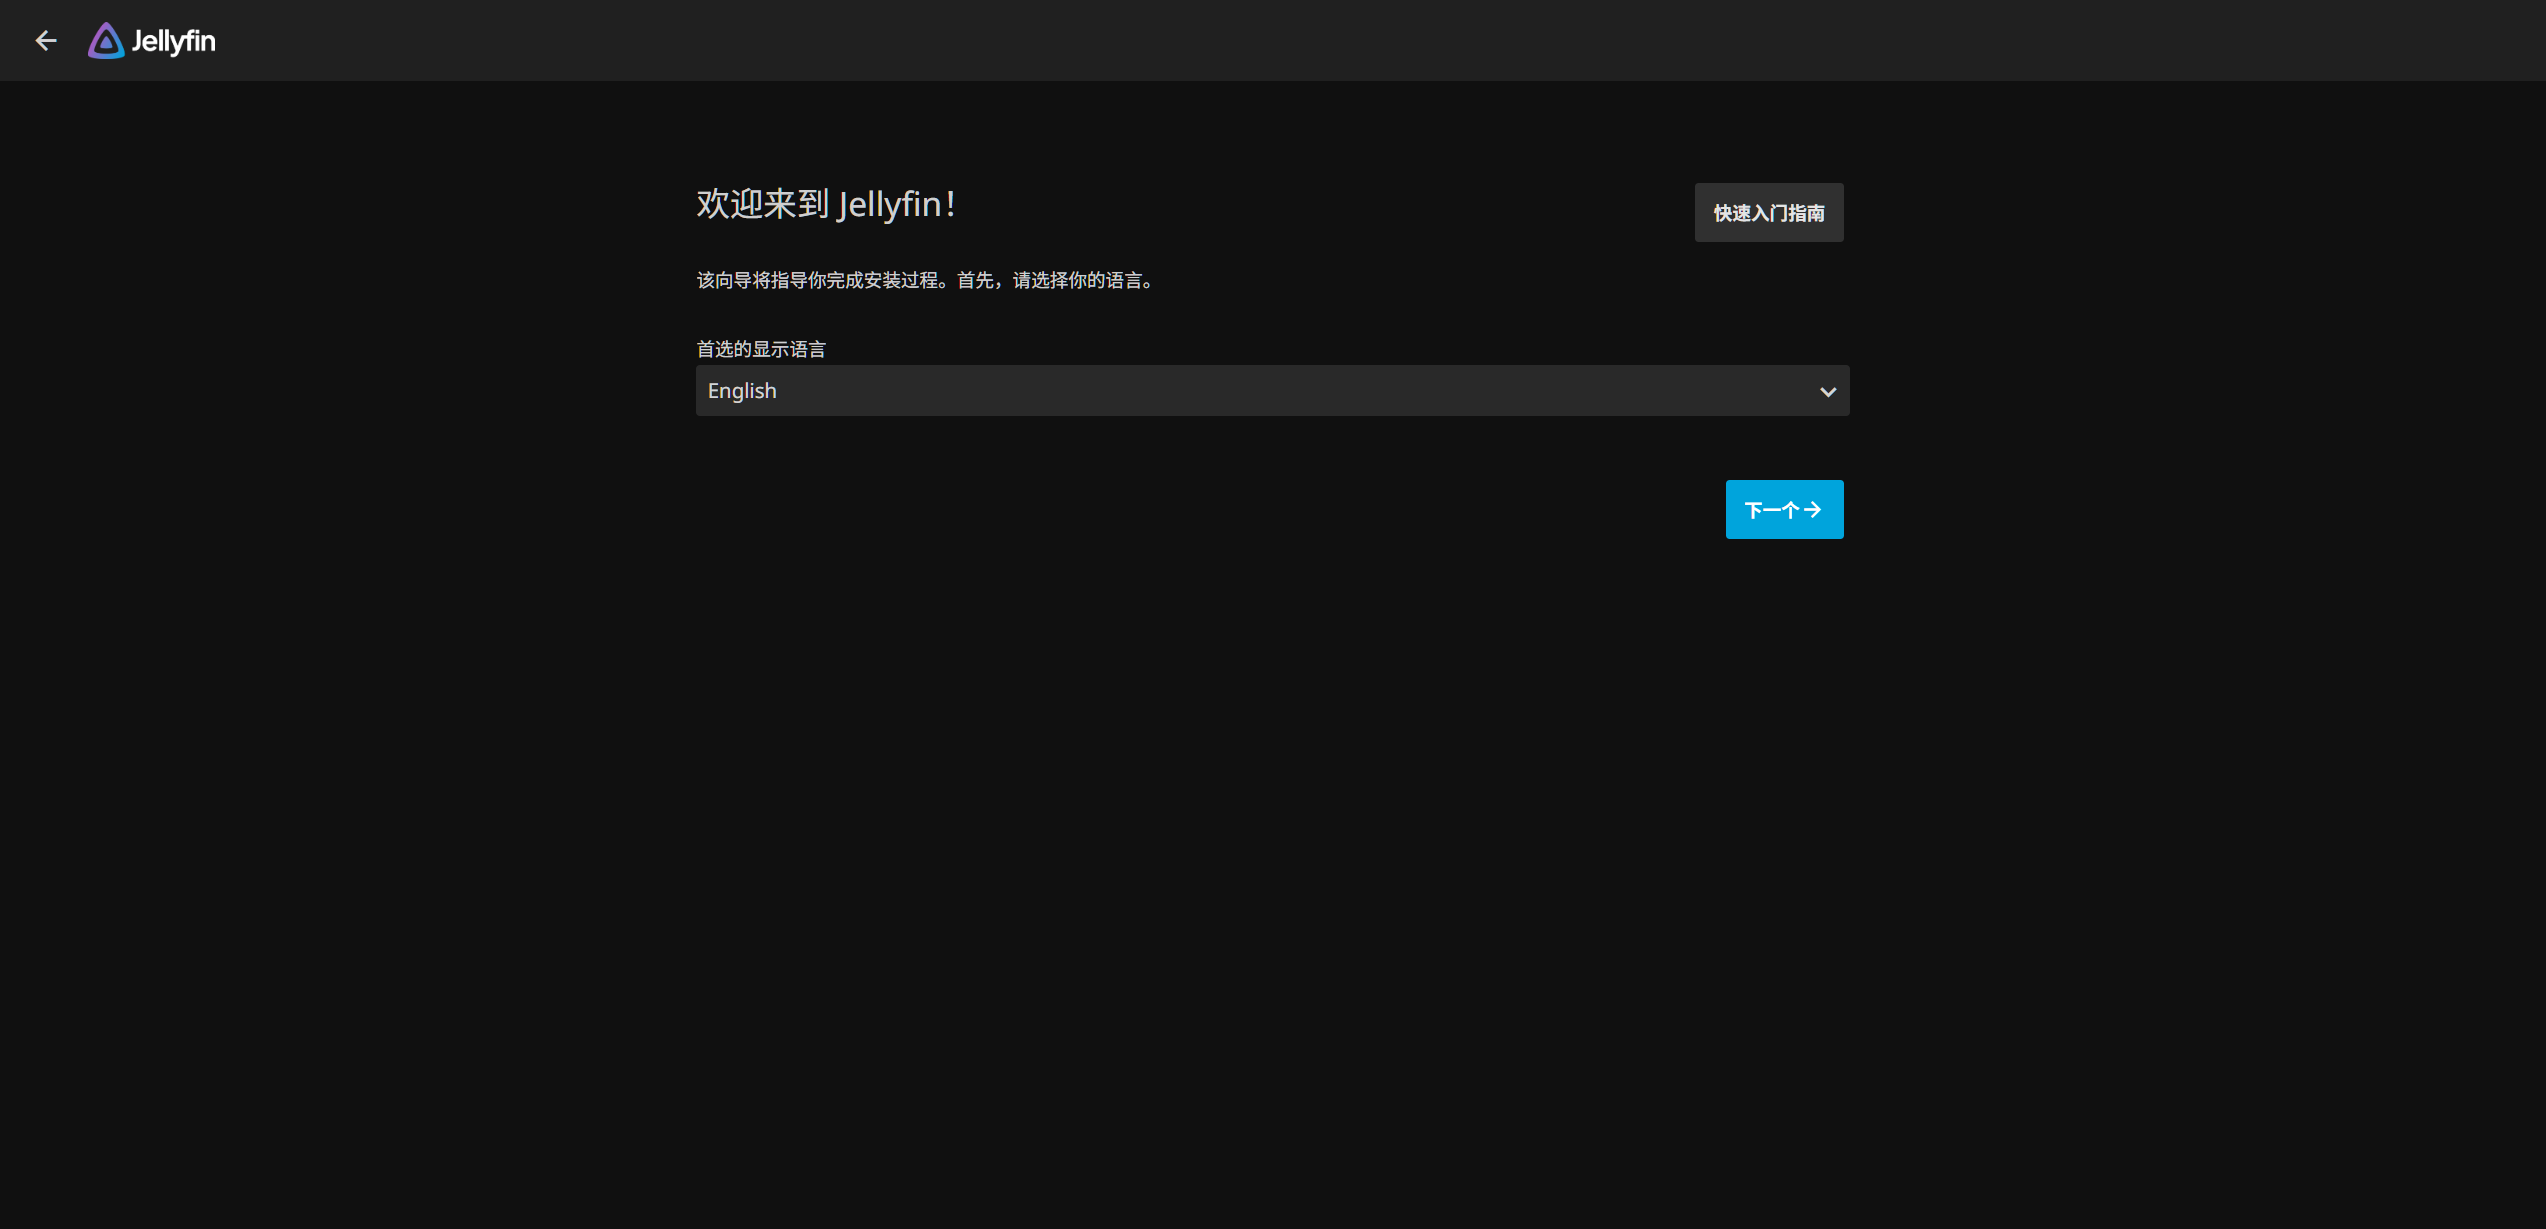 Jellyfin
欢迎来到 Jellyfin！
快速入门指南
该向导将指导你完成安装过程。首先，请选择你的语言。
首选的显示语言
English
下一个